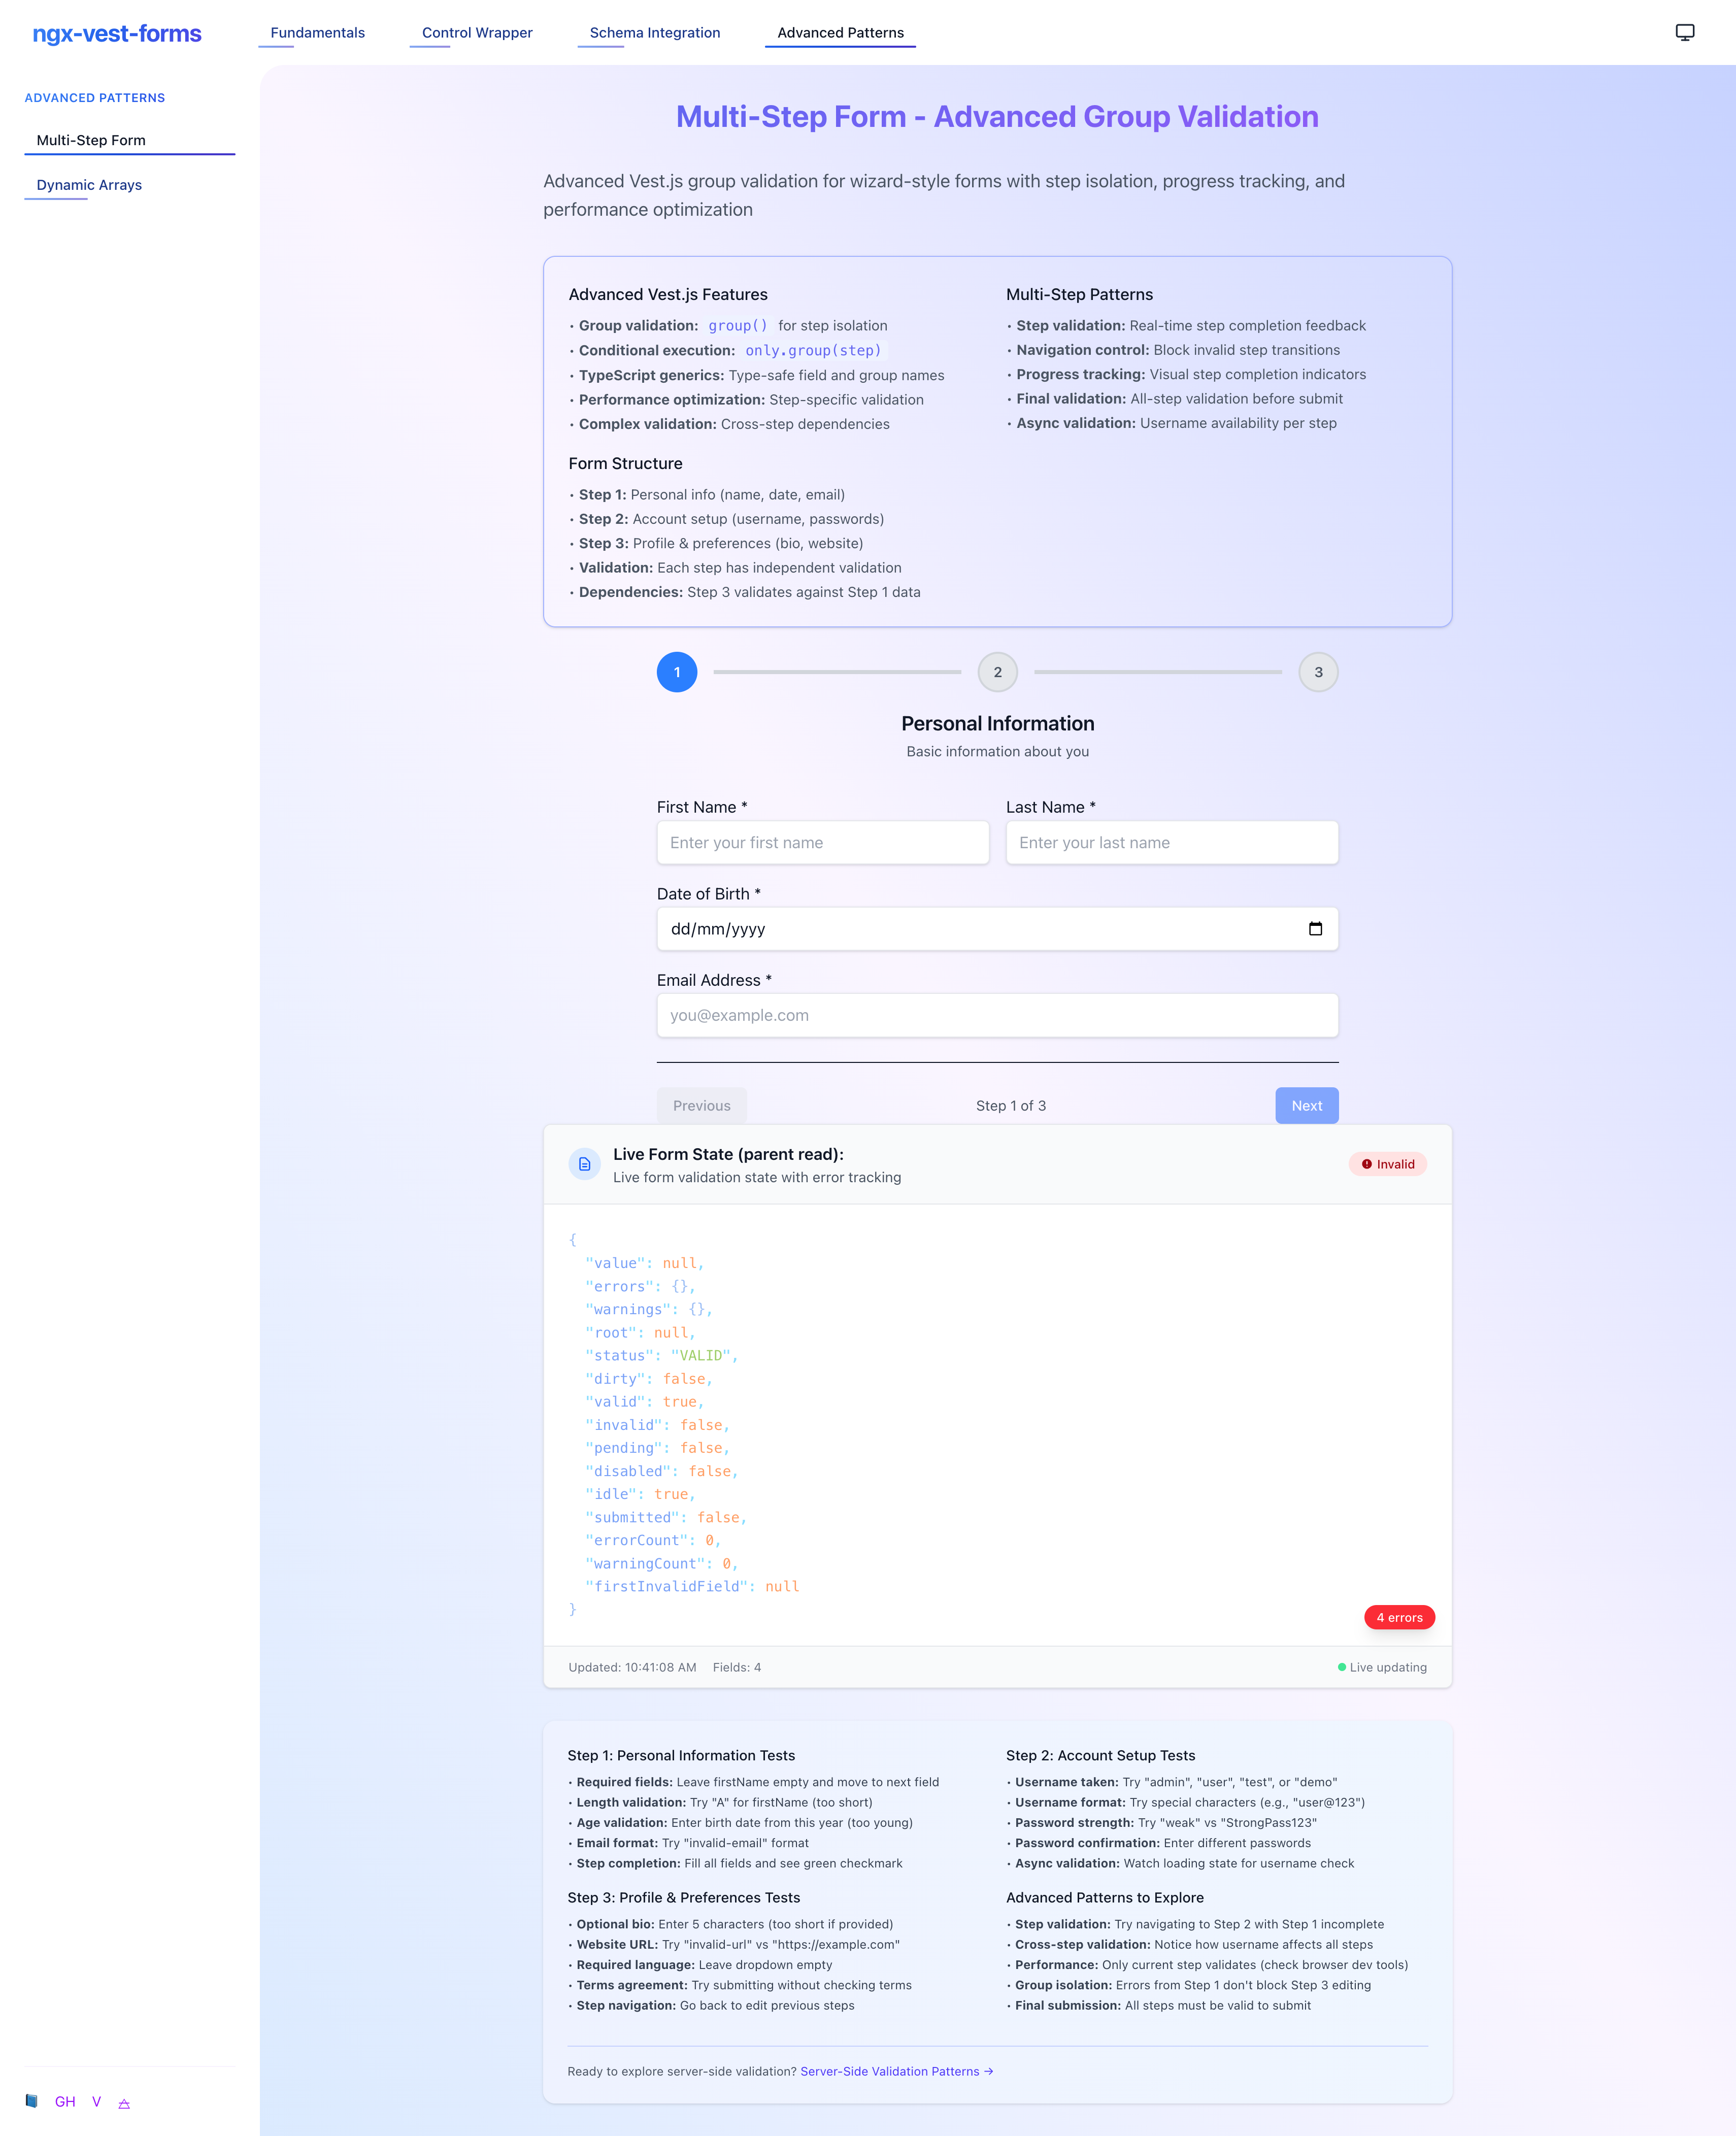 ngx-vest-forms
Fundamentals
Control Wrapper
Schema Integration
Advanced Patterns
ADVANCED PATTERNS
Multi-Step Form
Dynamic Arrays
Multi-Step Form - Advanced Group Validation
Advanced Vest.js group validation for wizard-style forms with step isolation, progress tracking, and
performance optimization
Advanced Vest.js Features
• Group validation: group() for step isolation
• Conditional execution: only.group(step)
• TypeScript generics: Type-safe field and group names
• Performance optimization: Step-specific validation
• Complex validation: Cross-step dependencies
Multi-Step Patterns
• Step validation: Real-time step completion feedback
• Navigation control: Block invalid step transitions
• Progress tracking: Visual step completion indicators
• Final validation: All-step validation before submit
• Async validation: Username availability per step
Form Structure
• Step 1: Personal info (name, date, email)
• Step 2: Account setup (username, passwords)
• Step 3: Profile & preferences (bio, website)
• Validation: Each step has independent validation
• Dependencies: Step 3 validates against Step 1 data
1
2
3
Personal Information
Basic information about you
First Name *
Enter your first name
Last Name *
Enter your last name
Date of Birth *
dd/mm/yyyy
Email Address *
you@example.com
Previous
Step 1 of 3
Next
Live Form State (parent read):
Live form validation state with error tracking
Invalid
{
"value": null,
"errors": {},
"warnings": {},
"root": null,
"status": "VALID",
"dirty": false,
"valid": true,
"invalid": false,
"pending": false,
"disabled": false,
"idle": true,
"submitted": false,
"errorCount": 0,
"warningCount": 0,
"firstInvalidField": null
}
4 errors
Updated: 10:41:08 AM
Fields: 4
Live updating
Step 1: Personal Information Tests
• Required fields: Leave firstName empty and move to next field
• Length validation: Try "A" for firstName (too short)
• Age validation: Enter birth date from this year (too young)
• Email format: Try "invalid-email" format
• Step completion: Fill all fields and see green checkmark
Step 2: Account Setup Tests
• Username taken: Try "admin", "user", "test", or "demo"
• Username format: Try special characters (e.g., "user@123")
• Password strength: Try "weak" vs "StrongPass123"
• Password confirmation: Enter different passwords
• Async validation: Watch loading state for username check
Step 3: Profile & Preferences Tests
• Optional bio: Enter 5 characters (too short if provided)
• Website URL: Try "invalid-url" vs "https://example.com"
• Required language: Leave dropdown empty
• Terms agreement: Try submitting without checking terms
• Step navigation: Go back to edit previous steps
Advanced Patterns to Explore
• Step validation: Try navigating to Step 2 with Step 1 incomplete
• Cross-step validation: Notice how username affects all steps
• Performance: Only current step validates (check browser dev tools)
• Group isolation: Errors from Step 1 don't block Step 3 editing
• Final submission: All steps must be valid to submit
Ready to explore server-side validation? Server-Side Validation Patterns →
GH
V